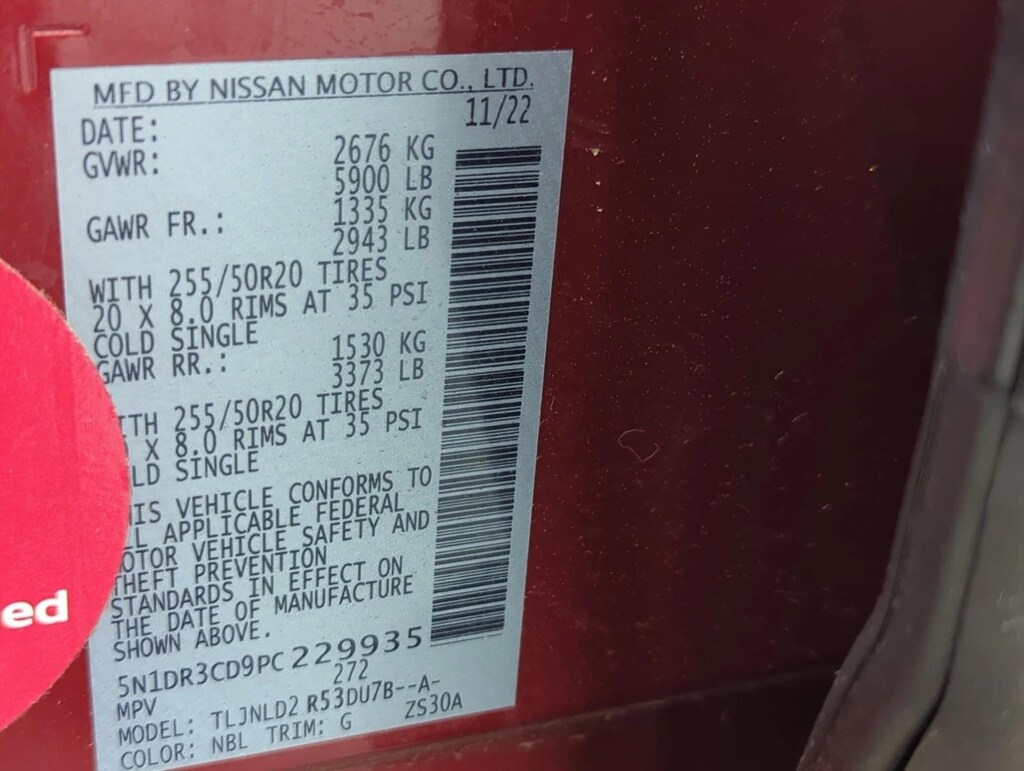 MFD BY NISSAN MOTOR CO., LTD.
DATE: 11/22
GVWR: 2676 KG
5900 LB
GAWR FR.: 1335 KG
2943 LB
WITH 255/50R20 TIRES
20 X 8.0 RIMS AT 35 PSI
COLD SINGLE
GAWR RR.: 1530 KG
3373 LB
TH 255/50R20 TIRES
X 8.0 RIMS AT 35 PSI
LD SINGLE
IS VEHICLE CONFORMS TO
L APPLICABLE FEDERAL
OTOR VEHICLE SAFETY AND
THEFT PREVENTION
STANDARDS IN EFFECT ON
THE DATE OF MANUFACTURE
SHOWN ABOVE.
5N1DR3CD9PC229935
MPV 272
MODEL: TLJNLD2 R53DU7B--A-
COLOR: NBL TRIM: G ZS30A
ed